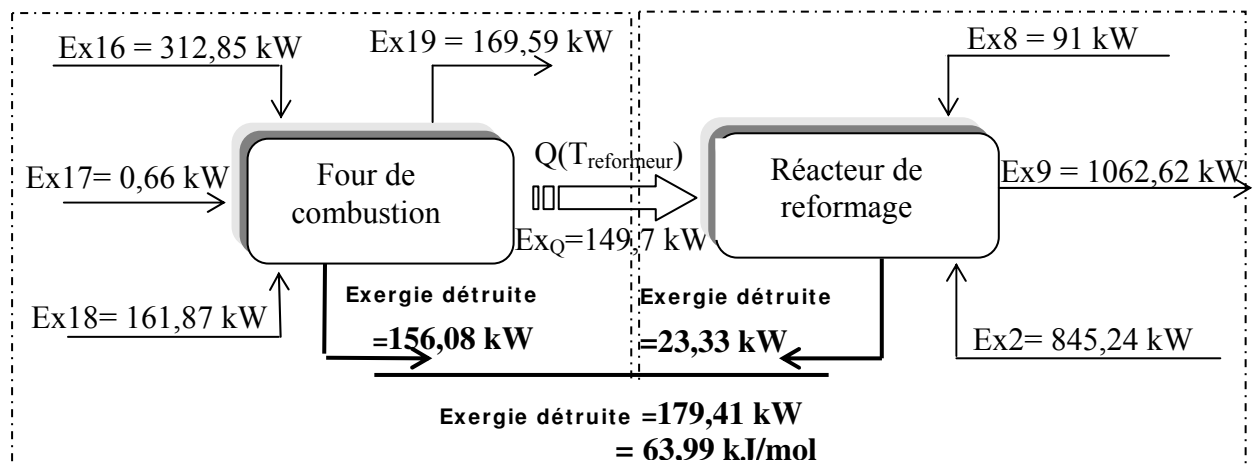 Ex16 = 312,85 kW
Ex19 = 169,59 kW
Ex8 = 91 kW
Ex17= 0,66 kW
Four de
combustion
Q(Treformeur)
ExQ=149,7 kW
Réacteur de
reformage
Ex9 = 1062,62 kW
Ex18= 161,87 kW
Exergie détruite
=156,08 kW
Exergie détruite
=23,33 kW
Ex2= 845,24 kW
Exergie détruite =179,41 kW
= 63,99 kJ/mol